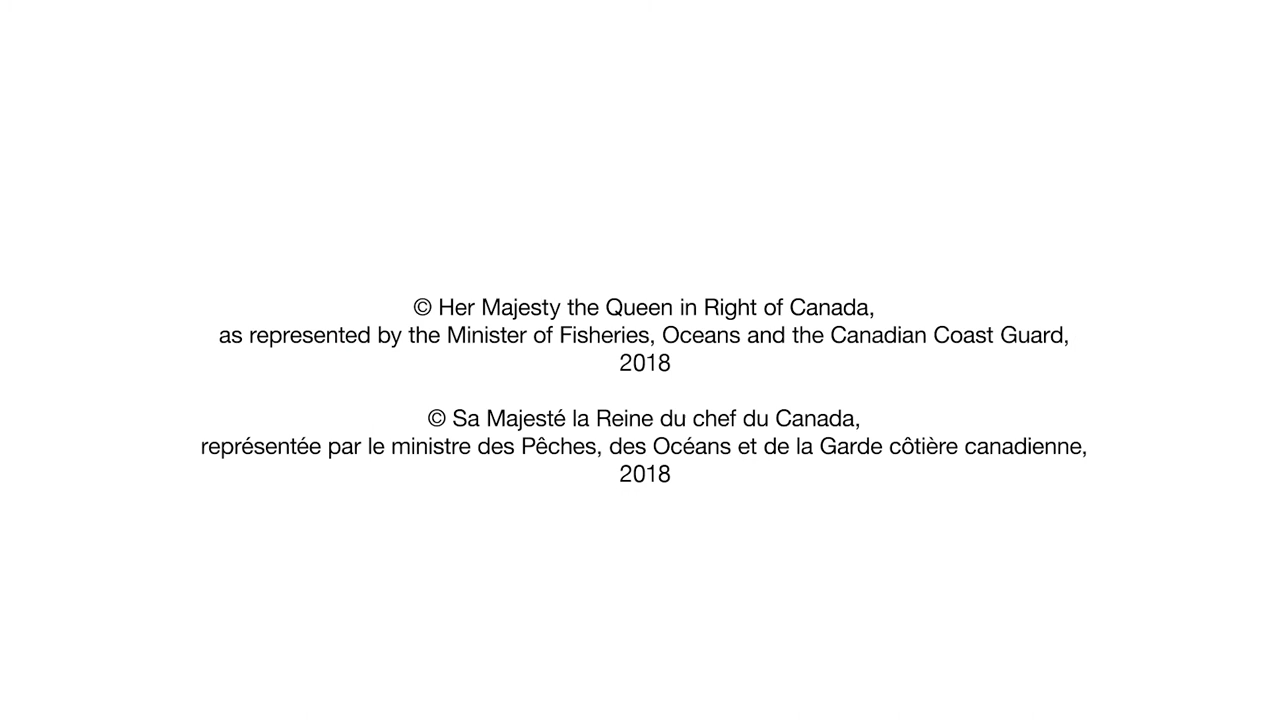 © Her Majesty the Queen in Right of Canada,
as represented by the Minister of Fisheries, Oceans and the Canadian Coast Guard,
2018
© Sa Majesté la Reine du chef du Canada,
représentée par le ministre des Pêches, des Océans et de la Garde côtière canadienne,
2018